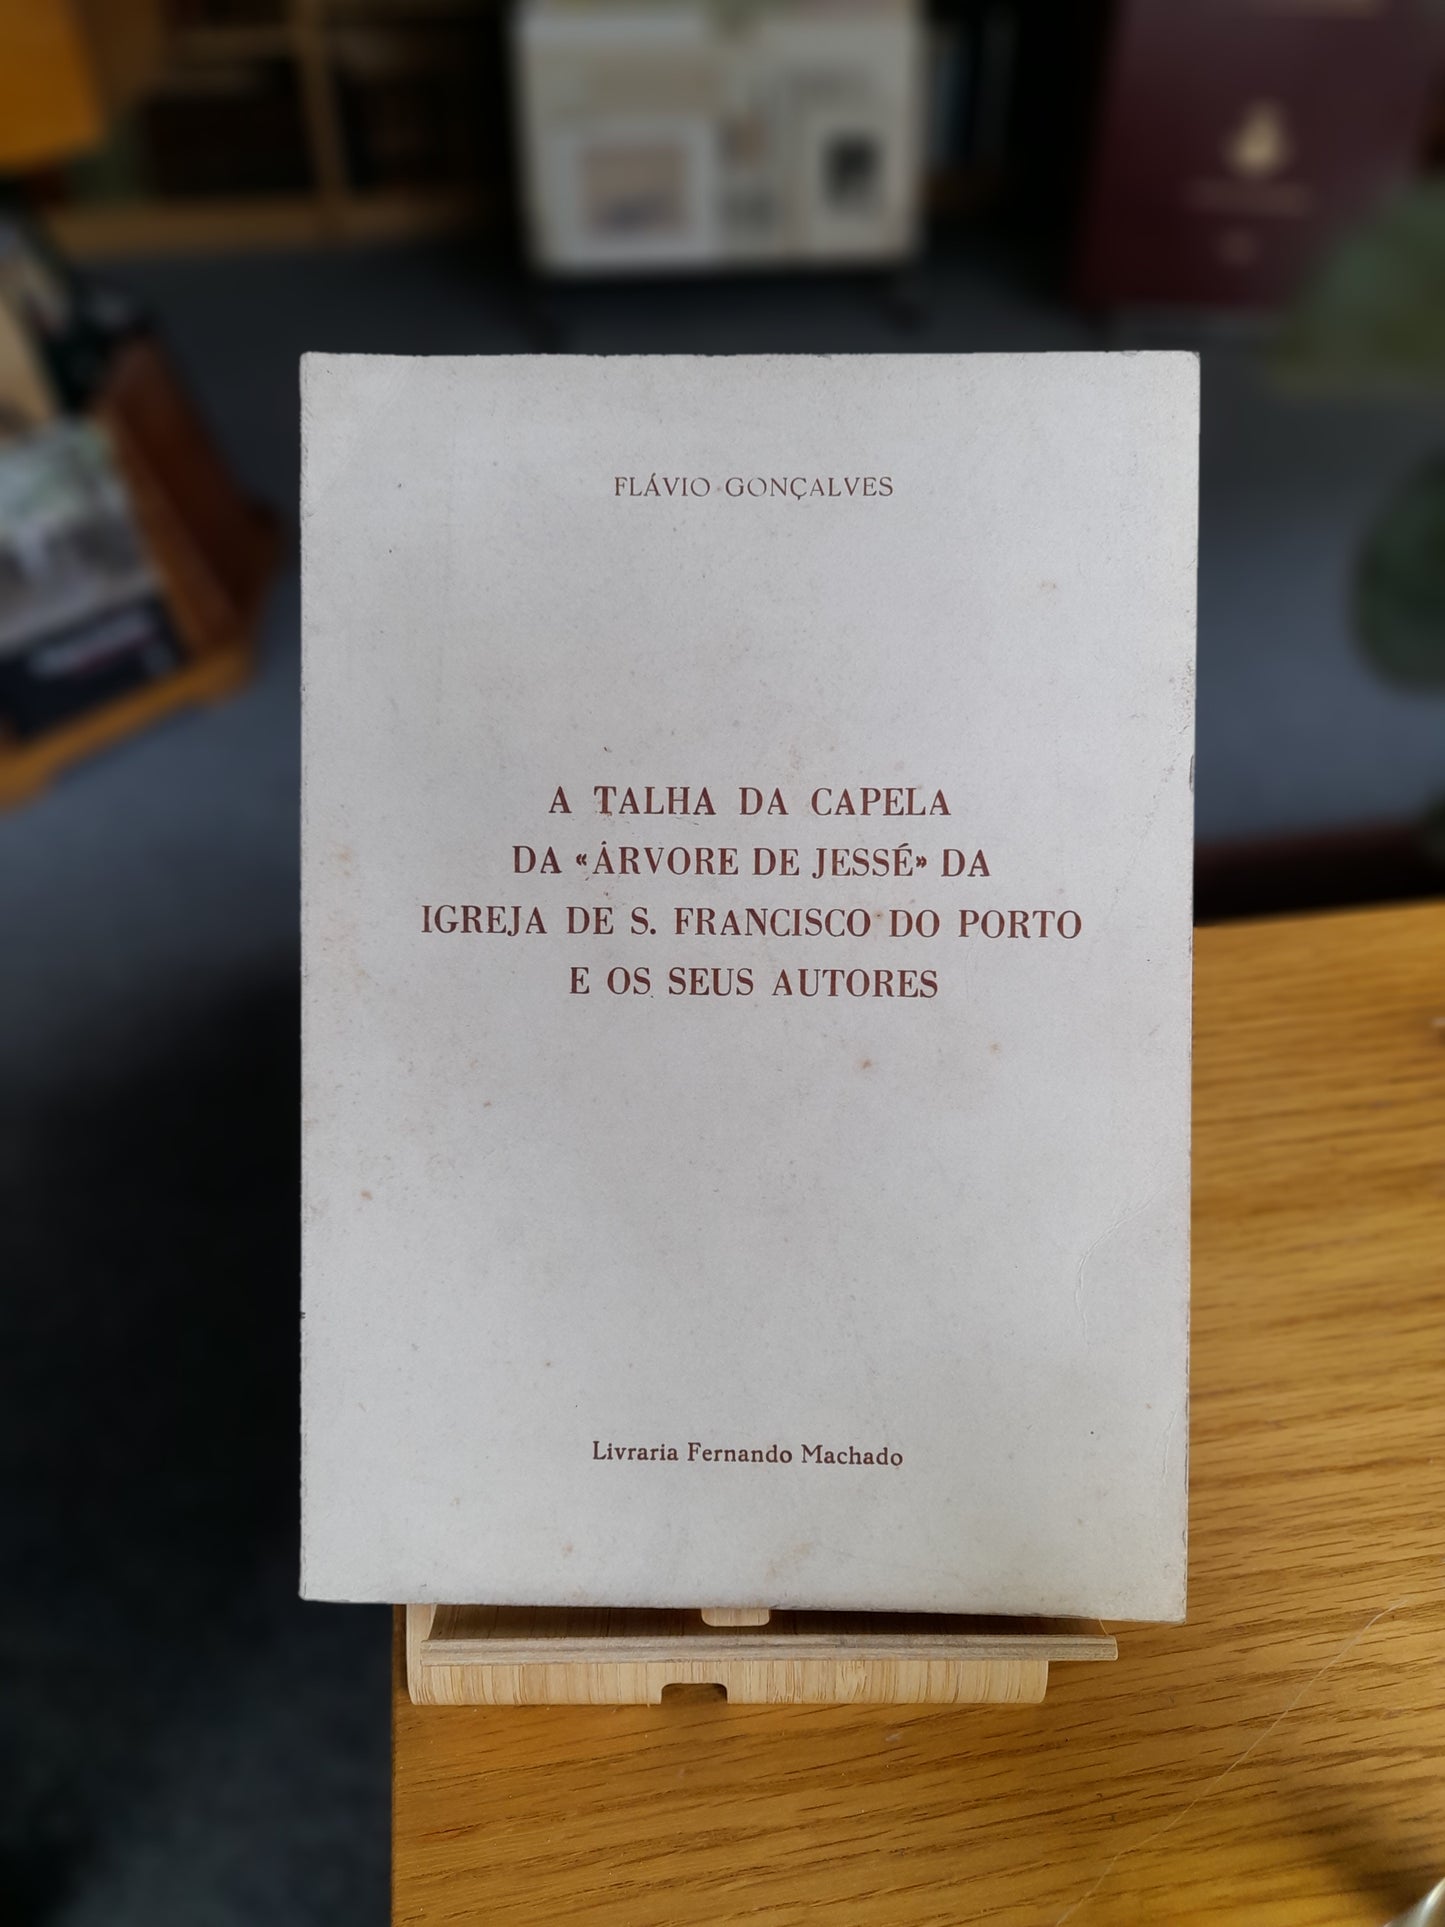 FLÁVIO GONÇALVES
A TALHA DA CAPELA
DA «ÁRVORE DE JESSÉ» DA
IGREJA DE S. FRANCISCO DO PORTO
E OS SEUS AUTORES
Livraria Fernando Machado